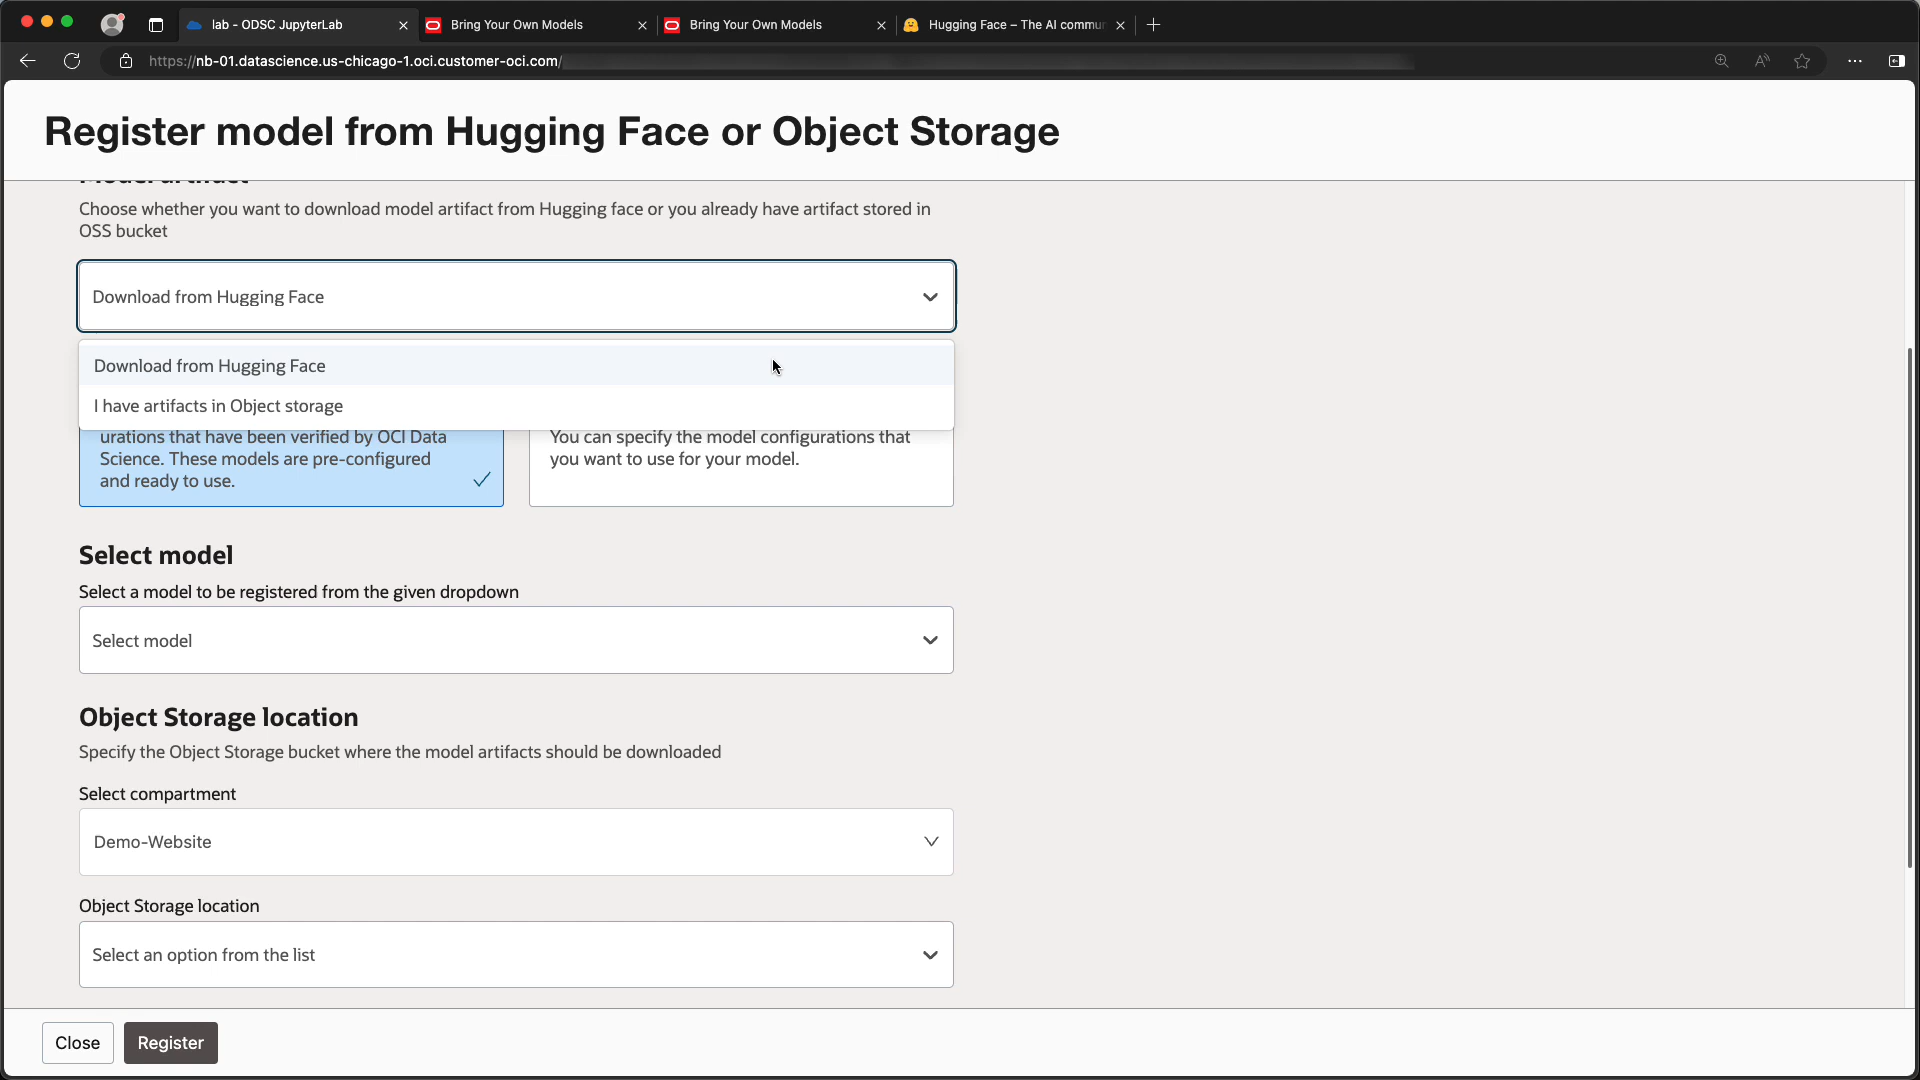 lab - ODSC JupyterLab
Bring Your Own Models
Bring Your Own Models
Hugging Face – The AI commu
https://nb-01.datascience.us-chicago-1.oci.customer-oci.com/
Register model from Hugging Face or Object Storage
Model artifact
Choose whether you want to download model artifact from Hugging face or you already have artifact stored in
OSS bucket
Download from Hugging Face
Download from Hugging Face
I have artifacts in Object storage
urations that have been verified by OCI Data
Science. These models are pre-configured
and ready to use.
You can specify the model configurations that
you want to use for your model.
Select model
Select a model to be registered from the given dropdown
Select model
Object Storage location
Specify the Object Storage bucket where the model artifacts should be downloaded
Select compartment
Demo-Website
Object Storage location
Select an option from the list
Close
Register